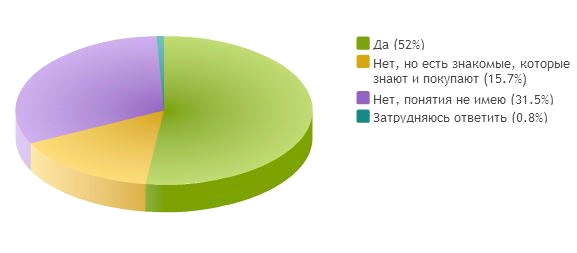 Да (52%)
Нет, но есть знакомые, которые
знают и покупают (15.7%)
Нет, понятия не имею (31.5%)
Затрудняюсь ответить (0.8%)